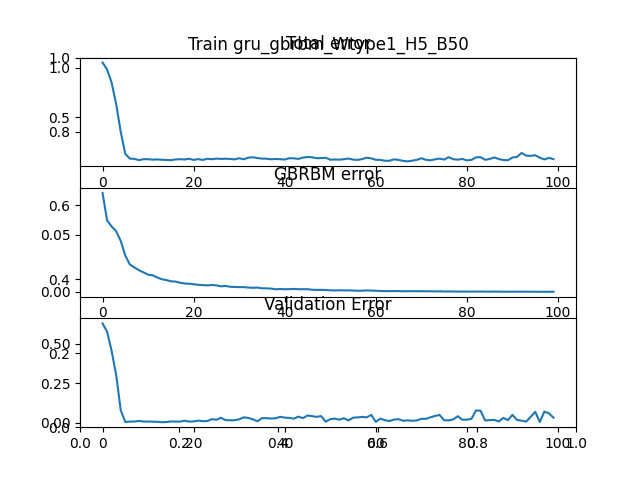 Train gru_gbrbm_Wtype1_H5_B50
Total error
1.0
1.0
0.5
0.8
0 20 40 60 80 100
GBRBM error
0.6
0.05
0.4
0.00
0 20 40 60 80 100
Validation Error
0.50
0.2
0.25
0.00
0.0
0 20 40 60 80 100
0.0 0.2 0.4 0.6 0.8 1.0